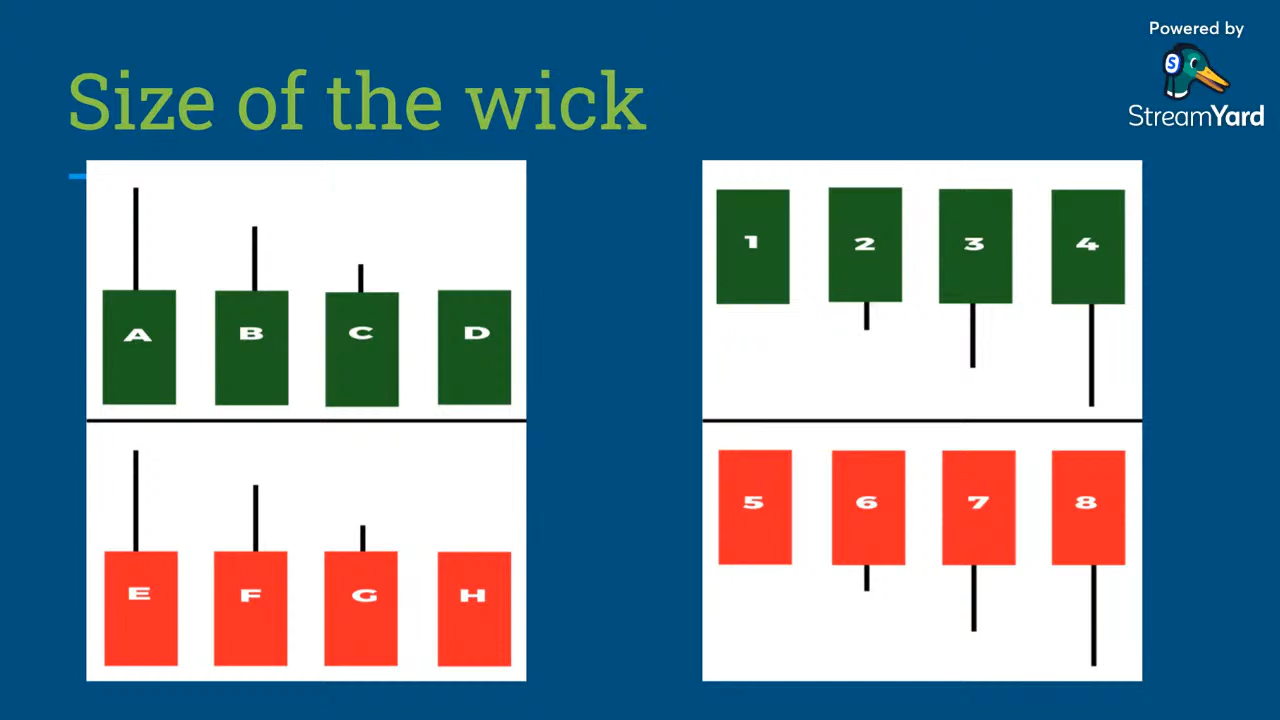 Powered by
StreamYard
Size of the wick
A B C D
E F G H
1 2 3 4
5 6 7 8